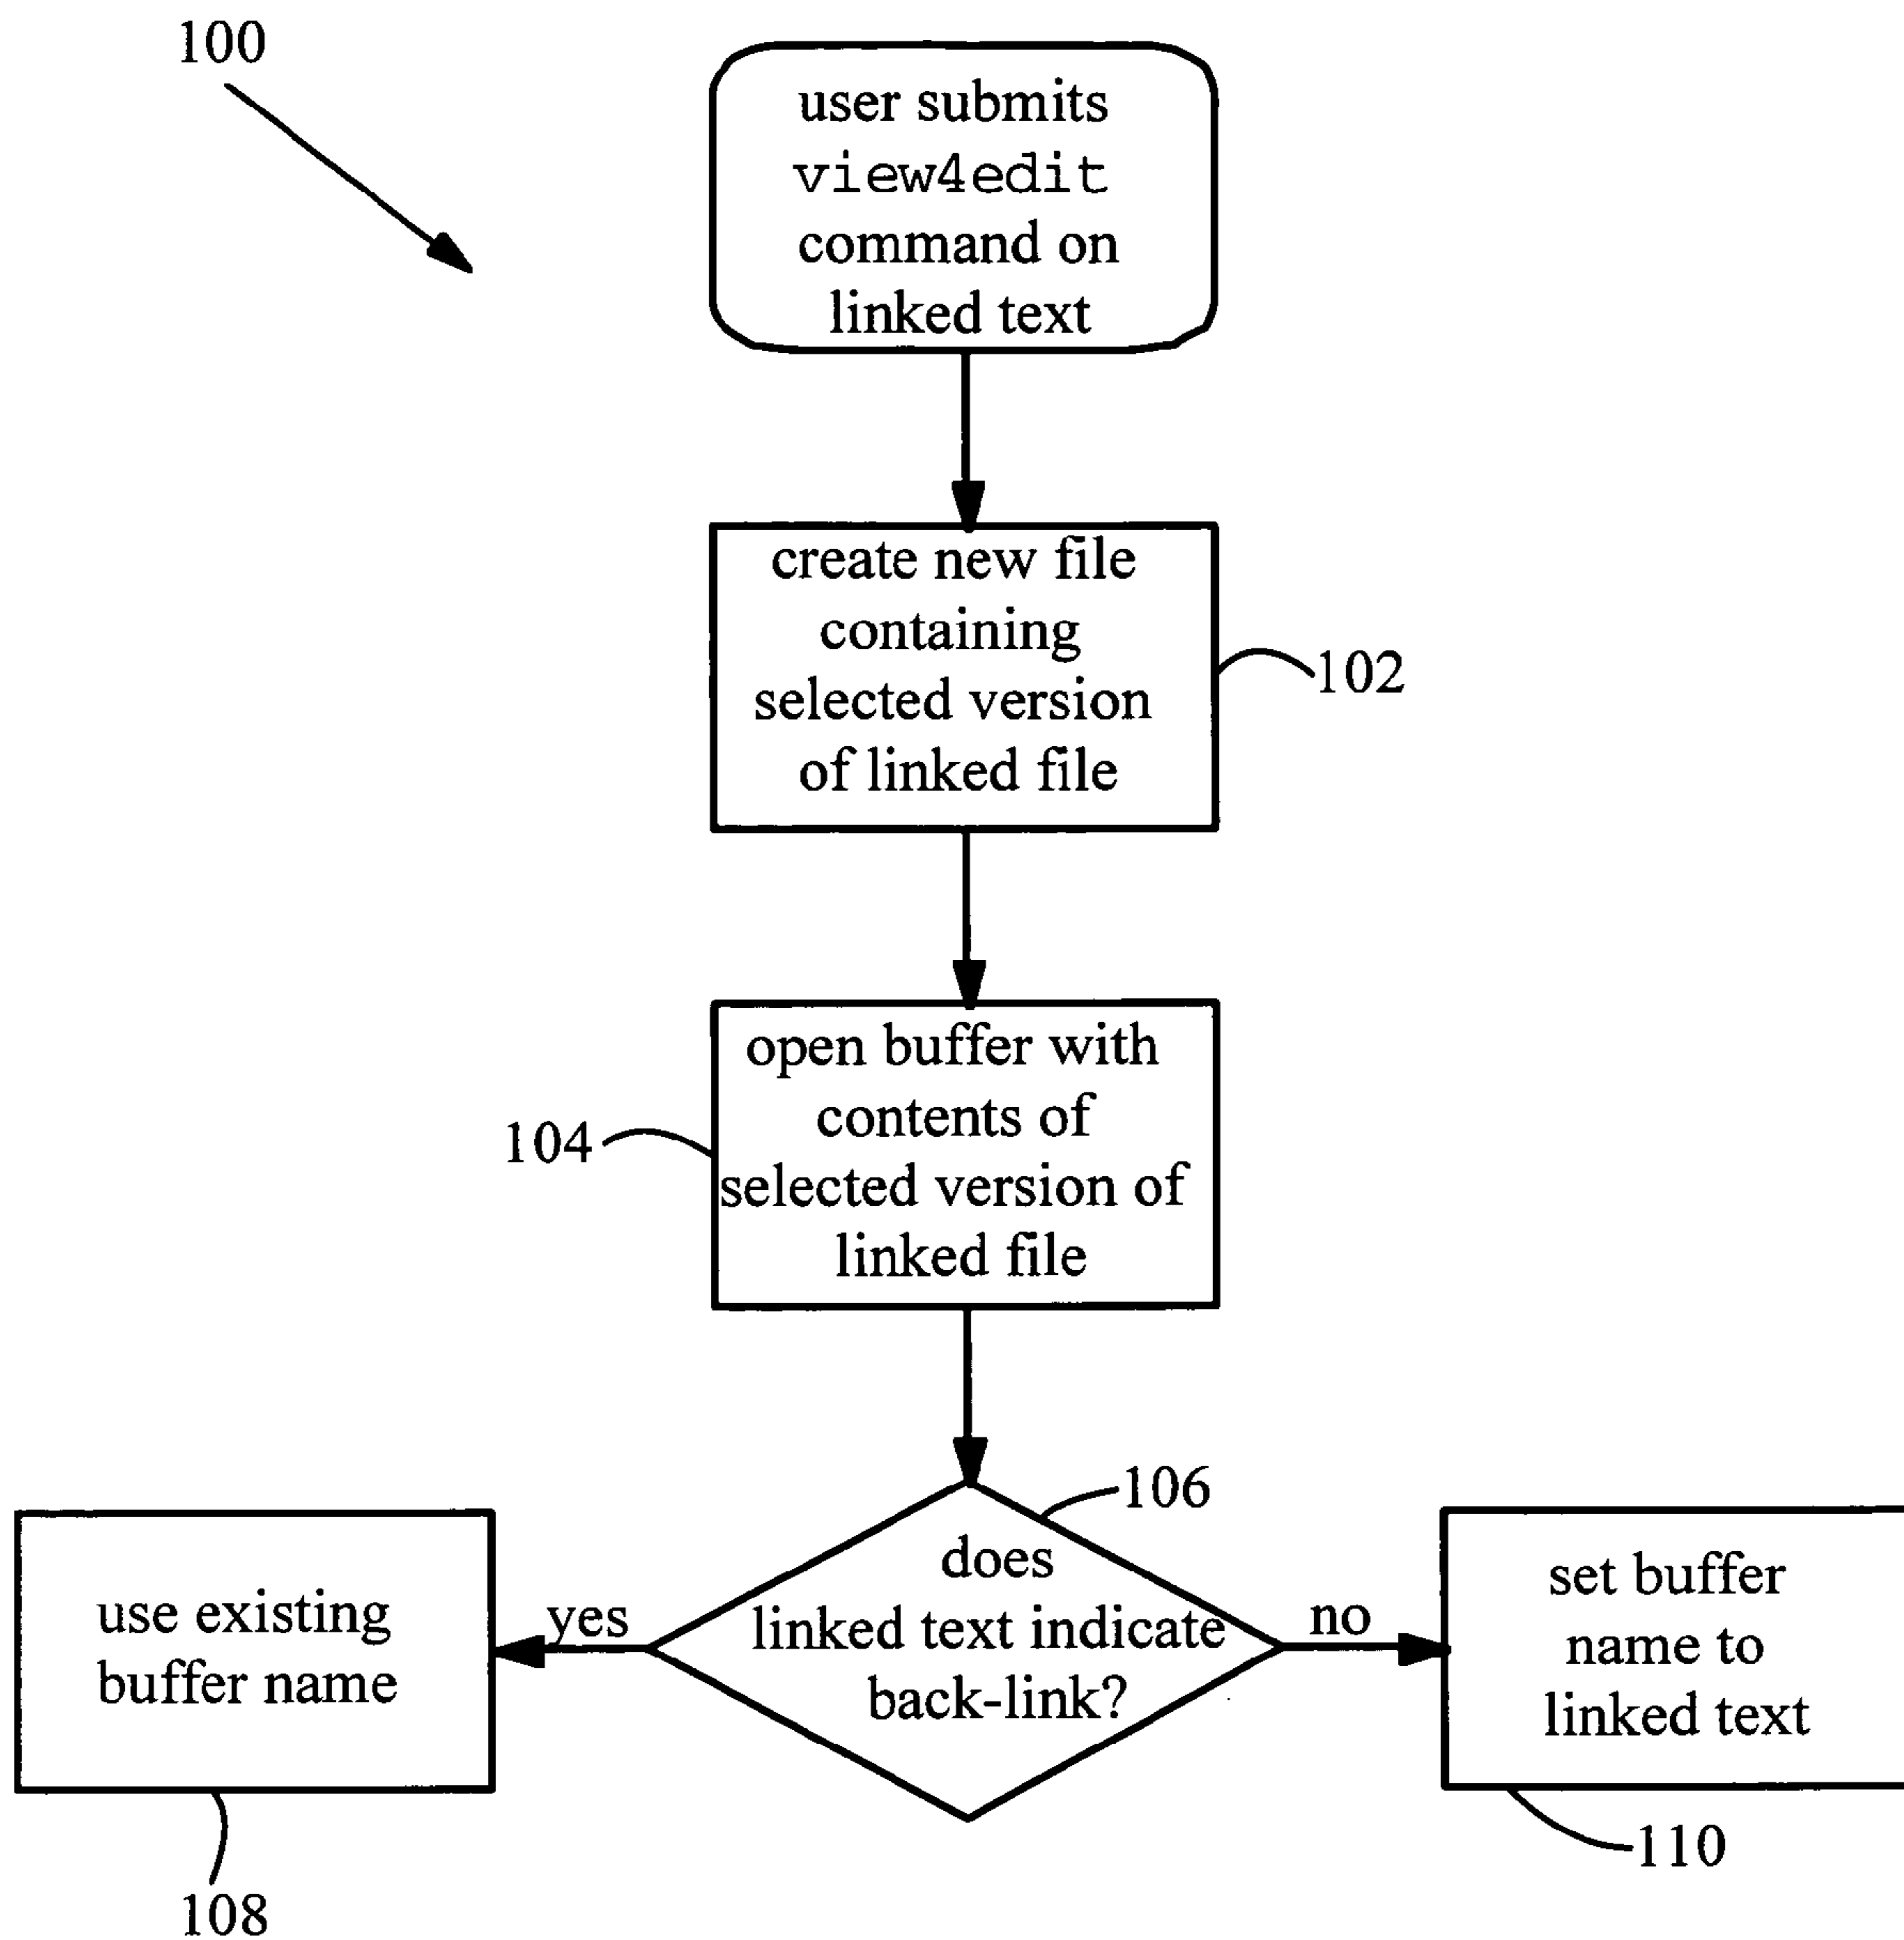 100
user submits
view4edit
command on
linked text
create new file
containing
selected version
of linked file
102
open buffer with
contents of
selected version of
linked file
104
106
does
linked text indicate
back-link?
yes
no
use existing
buffer name
108
set buffer
name to
linked text
110